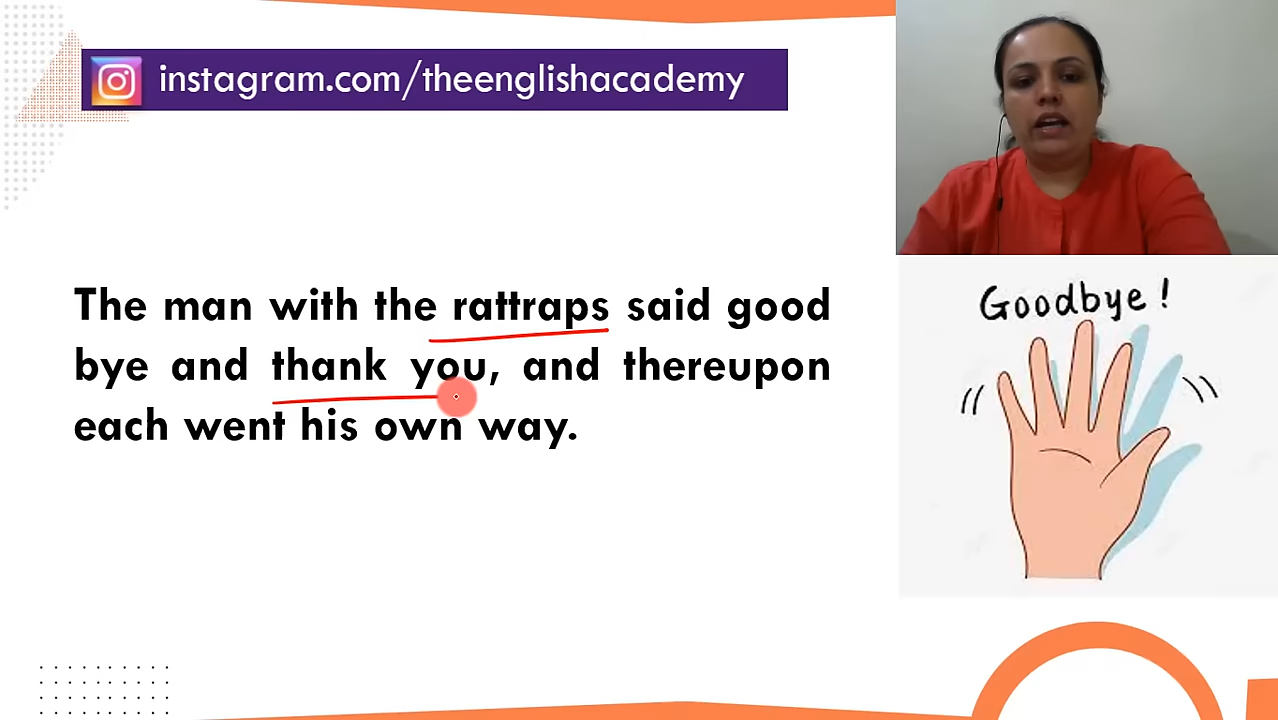 instagram.com/theenglishacademy
The man with the rattraps said good
bye and thank you, and thereupon
each went his own way.
Goodbye!